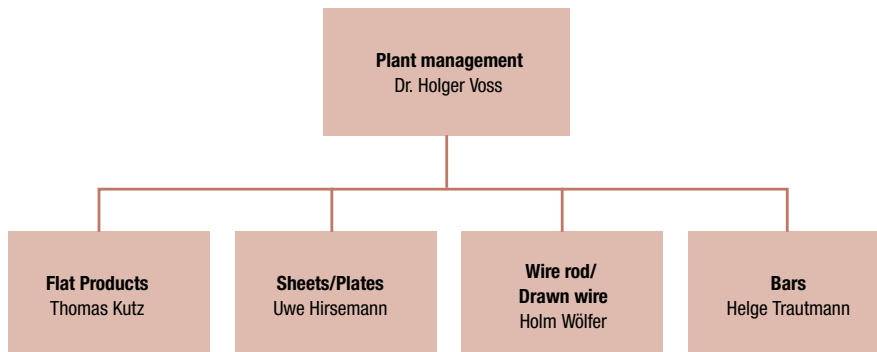 Plant management
Dr. Holger Voss
Flat Products
Thomas Kutz
Sheets/Plates
Uwe Hirsemann
Wire rod/
Drawn wire
Holm Wölfer
Bars
Helge Trautmann